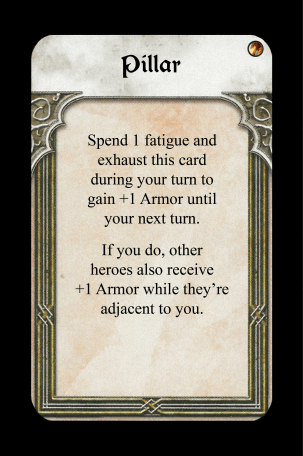 Pillar
Spend 1 fatigue and
exhaust this card
during your turn to
gain +1 Armor until
your next turn.
If you do, other
heroes also receive
+1 Armor while they're
adjacent to you.